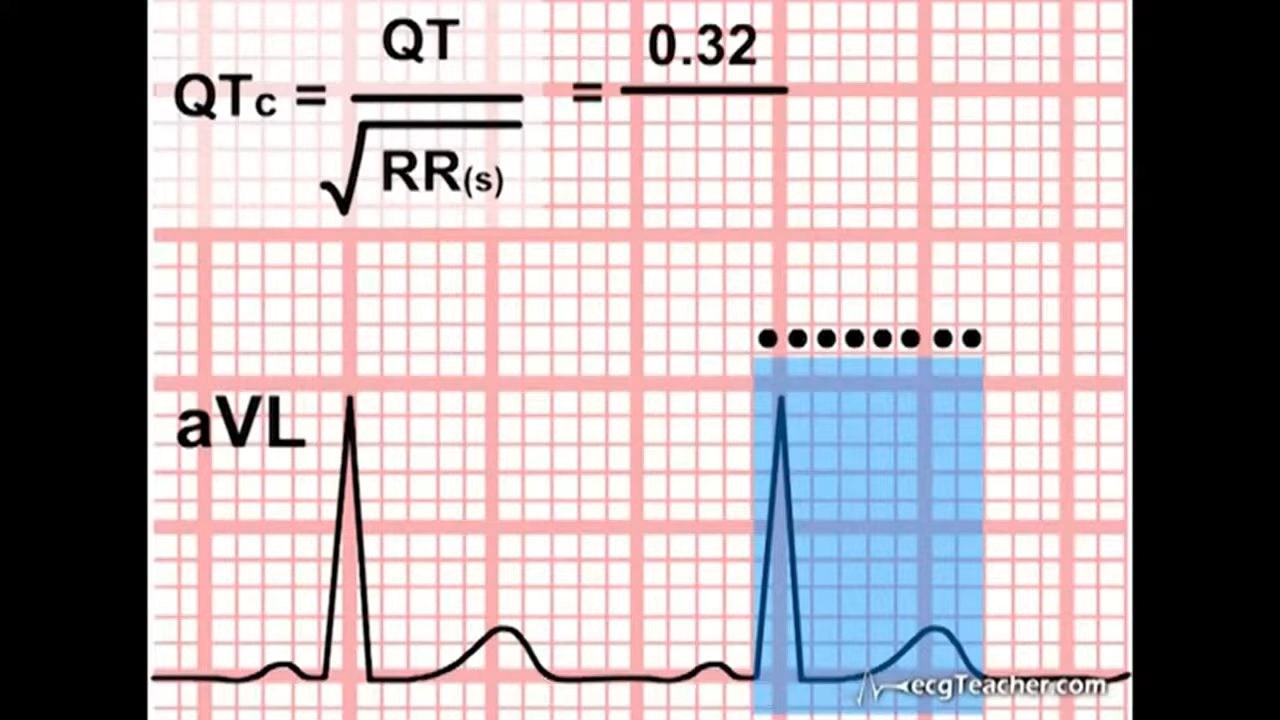 QTc = QT / √RR(s) = 0.32
aVL
ecgTeacher.com